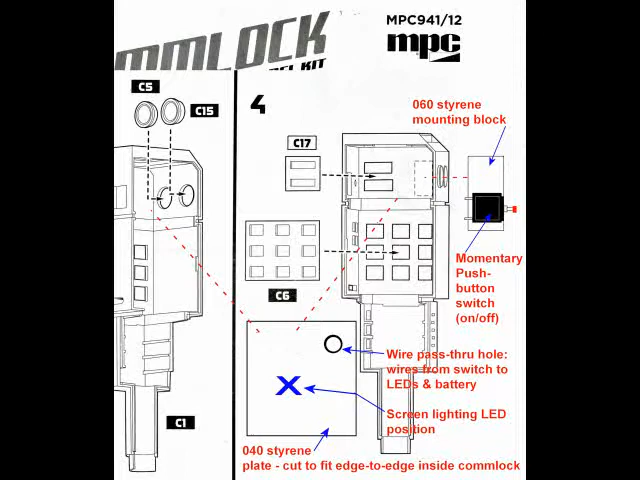 MMLOCK
EL KIT
MPC941/12
mpc
C5
C15
4
060 styrene
mounting block
C17
C6
Momentary
Push-
button
switch
(on/off)
Wire pass-thru hole:
wires from switch to
LEDs & battery
X
Screen lighting LED
position
C1
040 styrene
plate - cut to fit edge-to-edge inside commlock